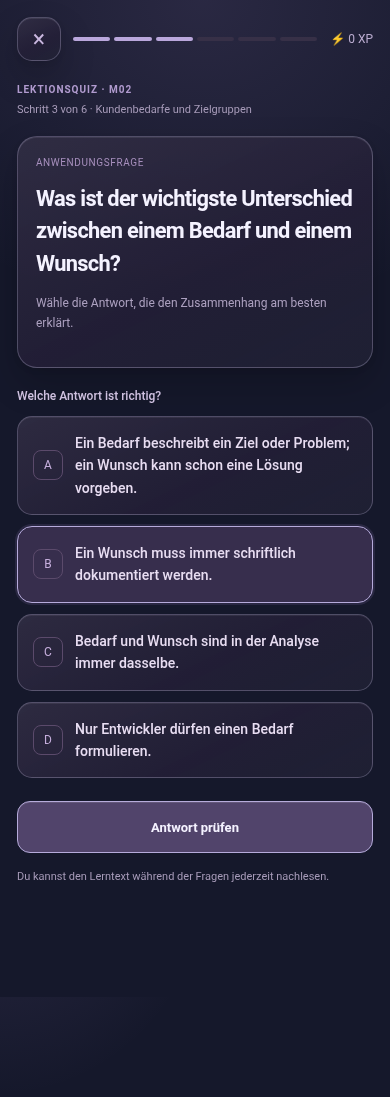 ×
⚡ 0 XP
LEKTIONSQUIZ · M02
Schritt 3 von 6 · Kundenbedarfe und Zielgruppen
ANWENDUNGSFRAGE
Was ist der wichtigste Unterschied
zwischen einem Bedarf und einem
Wunsch?
Wähle die Antwort, die den Zusammenhang am besten
erklärt.
Welche Antwort ist richtig?
A
Ein Bedarf beschreibt ein Ziel oder Problem;
ein Wunsch kann schon eine Lösung
vorgeben.
B
Ein Wunsch muss immer schriftlich
dokumentiert werden.
C
Bedarf und Wunsch sind in der Analyse
immer dasselbe.
D
Nur Entwickler dürfen einen Bedarf
formulieren.
Antwort prüfen
Du kannst den Lerntext während der Fragen jederzeit nachlesen.